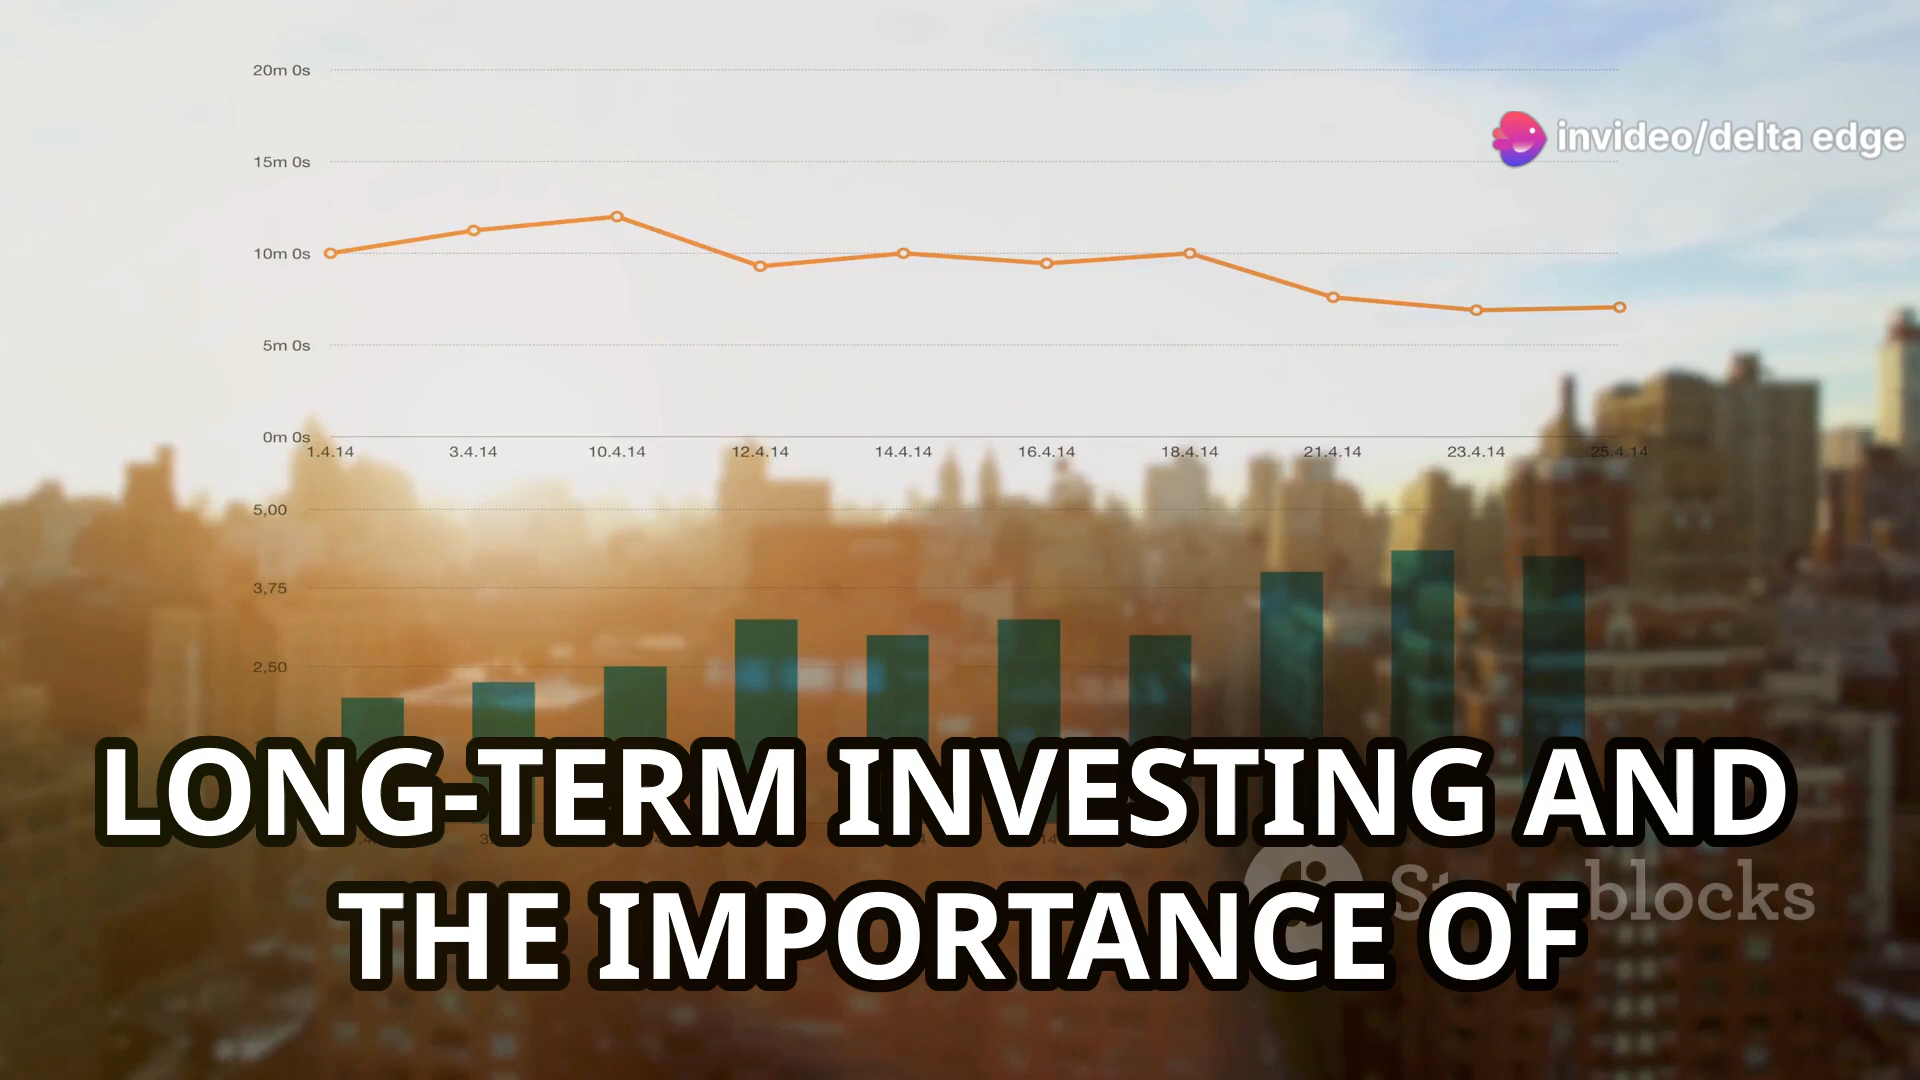 20m 0s
invideo/delta edge
15m 0s
10m 0s
5m 0s
0m 0s
1.4.14 3.4.14 10.4.14 12.4.14 14.4.14 16.4.14 18.4.14 21.4.14 23.4.14 25.4.14
5,00
3,75
2,50
LONG-TERM INVESTING AND
THE IMPORTANCE OF